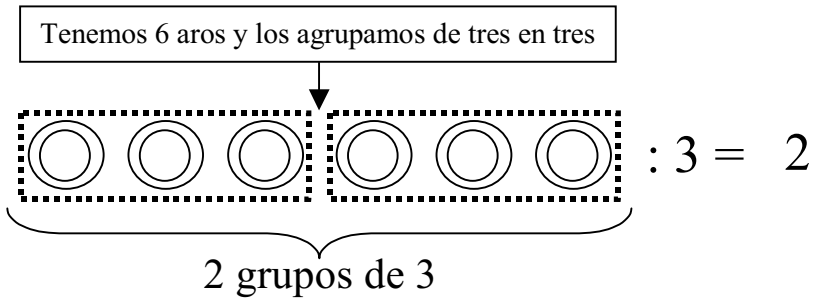 Tenemos 6 aros y los agrupamos de tres en tres
: 3 = 2
2 grupos de 3